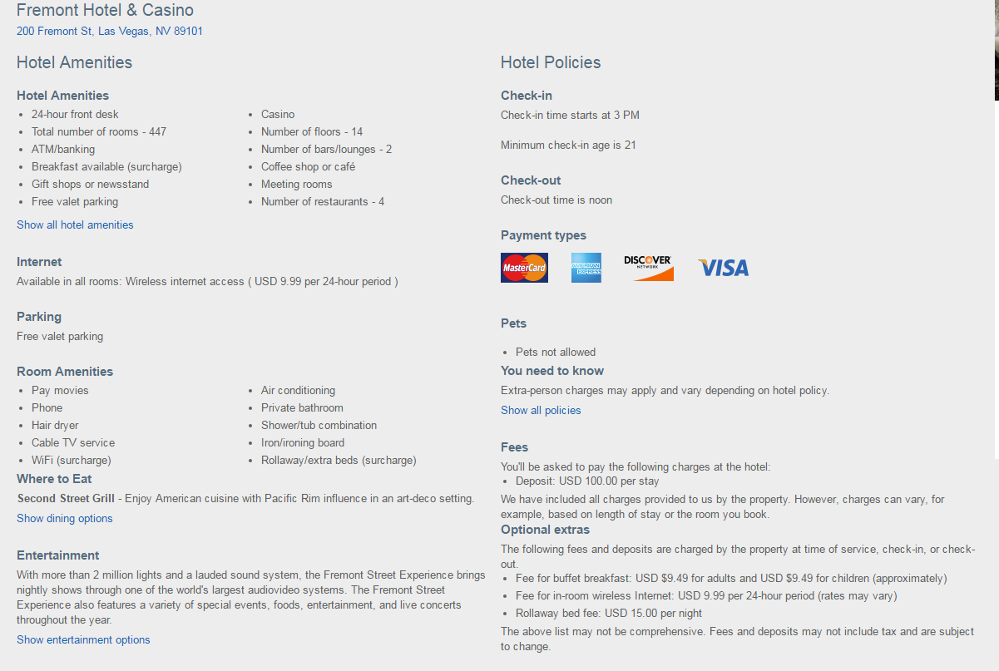 Fremont Hotel & Casino
200 Fremont St, Las Vegas, NV 89101
Hotel Amenities
Hotel Amenities
• 24-hour front desk
• Total number of rooms - 447
• ATM/banking
• Breakfast available (surcharge)
• Gift shops or newsstand
• Free valet parking
• Casino
• Number of floors - 14
• Number of bars/lounges - 2
• Coffee shop or café
• Meeting rooms
• Number of restaurants - 4
Show all hotel amenities
Internet
Available in all rooms: Wireless internet access ( USD 9.99 per 24-hour period )
Parking
Free valet parking
Room Amenities
• Pay movies
• Phone
• Hair dryer
• Cable TV service
• WiFi (surcharge)
• Air conditioning
• Private bathroom
• Shower/tub combination
• Iron/ironing board
• Rollaway/extra beds (surcharge)
Where to Eat
Second Street Grill - Enjoy American cuisine with Pacific Rim influence in an art-deco setting.
Show dining options
Entertainment
With more than 2 million lights and a lauded sound system, the Fremont Street Experience brings
nightly shows through one of the world's largest audiovideo systems. The Fremont Street
Experience also features a variety of special events, foods, entertainment, and live concerts
throughout the year.
Show entertainment options
Hotel Policies
Check-in
Check-in time starts at 3 PM
Minimum check-in age is 21
Check-out
Check-out time is noon
Payment types
MasterCard
AMERICAN
EXPRESS
DISCOVER
NETWORK
VISA
Pets
• Pets not allowed
You need to know
Extra-person charges may apply and vary depending on hotel policy.
Show all policies
Fees
You'll be asked to pay the following charges at the hotel:
• Deposit: USD 100.00 per stay
We have included all charges provided to us by the property. However, charges can vary, for
example, based on length of stay or the room you book.
Optional extras
The following fees and deposits are charged by the property at time of service, check-in, or check-
out.
• Fee for buffet breakfast: USD $9.49 for adults and USD $9.49 for children (approximately)
• Fee for in-room wireless Internet: USD 9.99 per 24-hour period (rates may vary)
• Rollaway bed fee: USD 15.00 per night
The above list may not be comprehensive. Fees and deposits may not include tax and are subject
to change.